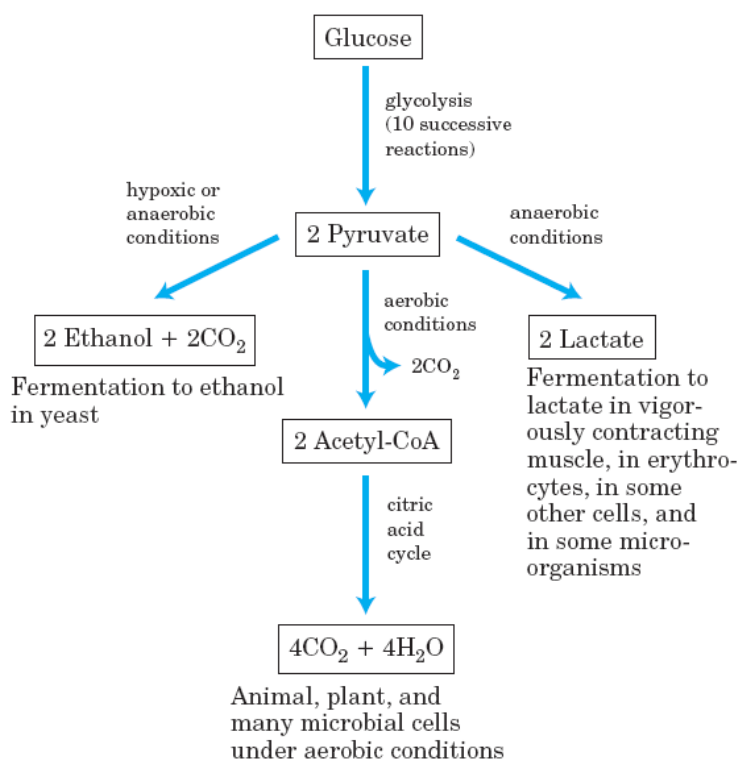 Glucose
glycolysis
(10 successive
reactions)
hypoxic or
anaerobic
conditions
2 Pyruvate
anaerobic
conditions
2 Ethanol + 2CO₂
Fermentation to ethanol
in yeast
aerobic
conditions
2CO₂
2 Lactate
Fermentation to
lactate in vigor-
ously contracting
muscle, in erythro-
cytes, in some
other cells, and
in some micro-
organisms
2 Acetyl-CoA
citric
acid
cycle
4CO₂ + 4H₂O
Animal, plant, and
many microbial cells
under aerobic conditions